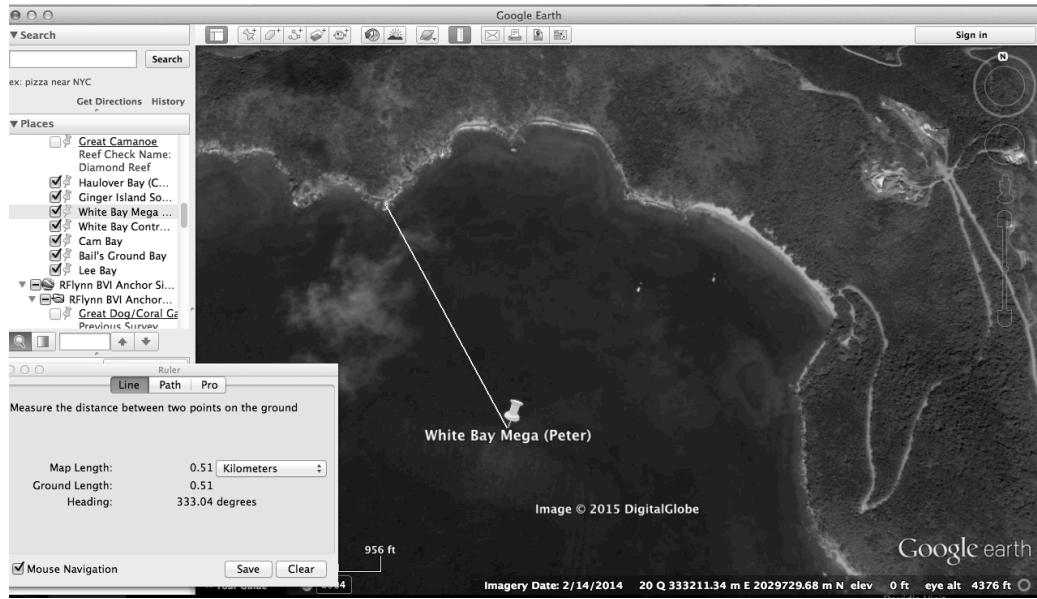 Google Earth
▼ Search
Search
ex: pizza near NYC
Get Directions History
▼ Places
Great Camanoe
Reef Check Name:
Diamond Reef
Haulover Bay (C...
Ginger Island So...
White Bay Mega ...
White Bay Contr...
Cam Bay
Bail's Ground Bay
Lee Bay
RFlynn BVI Anchor Si...
RFlynn BVI Anchor...
Great Dog/Coral Ga
Previous Survey
Sign in
N
Ruler
Line Path Pro
Measure the distance between two points on the ground
Map Length: 0.51 Kilometers
Ground Length: 0.51
Heading: 333.04 degrees
Mouse Navigation Save Clear
White Bay Mega (Peter)
Image © 2015 DigitalGlobe
956 ft
Google earth
Tour Guide
Imagery Date: 2/14/2014 20 Q 333211.34 m E 2029729.68 m N elev 0 ft eye alt 4376 ft